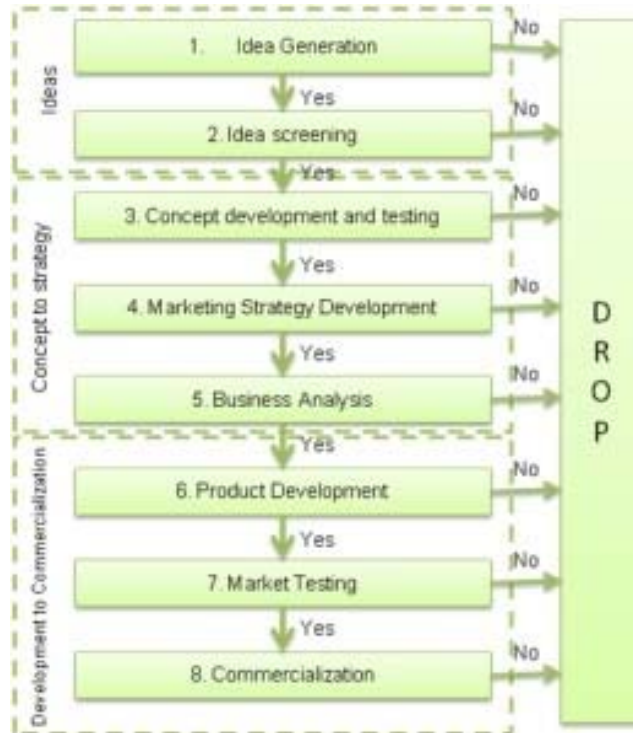 Ideas
1. Idea Generation
No
Yes
2. Idea screening
No
Yes
Concept to strategy
3. Concept development and testing
No
Yes
4. Marketing Strategy Development
No
Yes
5. Business Analysis
No
Yes
Development to Commercialization
6. Product Development
No
Yes
7. Market Testing
No
Yes
8. Commercialization
No
D
R
O
P